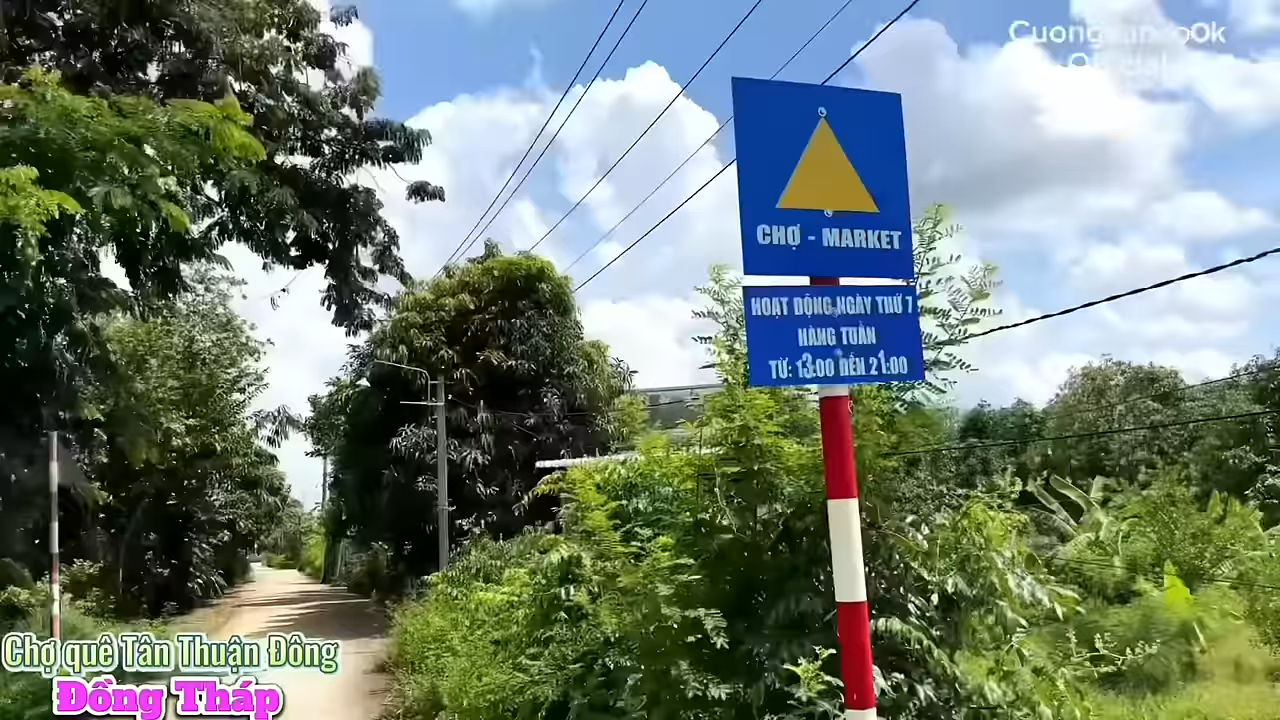 CHỢ - MARKET
HOẠT ĐỘNG NGÀY THỨ 7
HÀNG TUẦN
TỪ: 13:00 ĐẾN 21:00
Chợ quê Tân Thuận Đông
Đồng Tháp